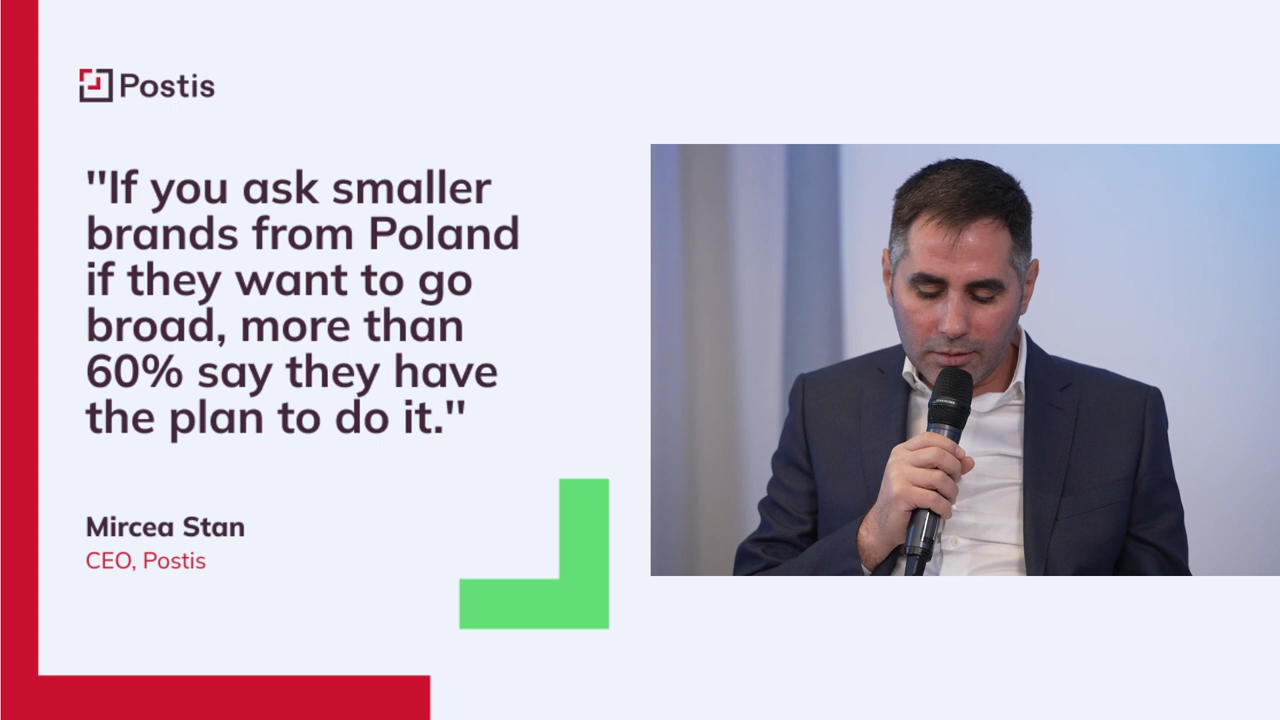 Postis
"If you ask smaller
brands from Poland
if they want to go
broad, more than
60% say they have
the plan to do it."
Mircea Stan
CEO, Postis